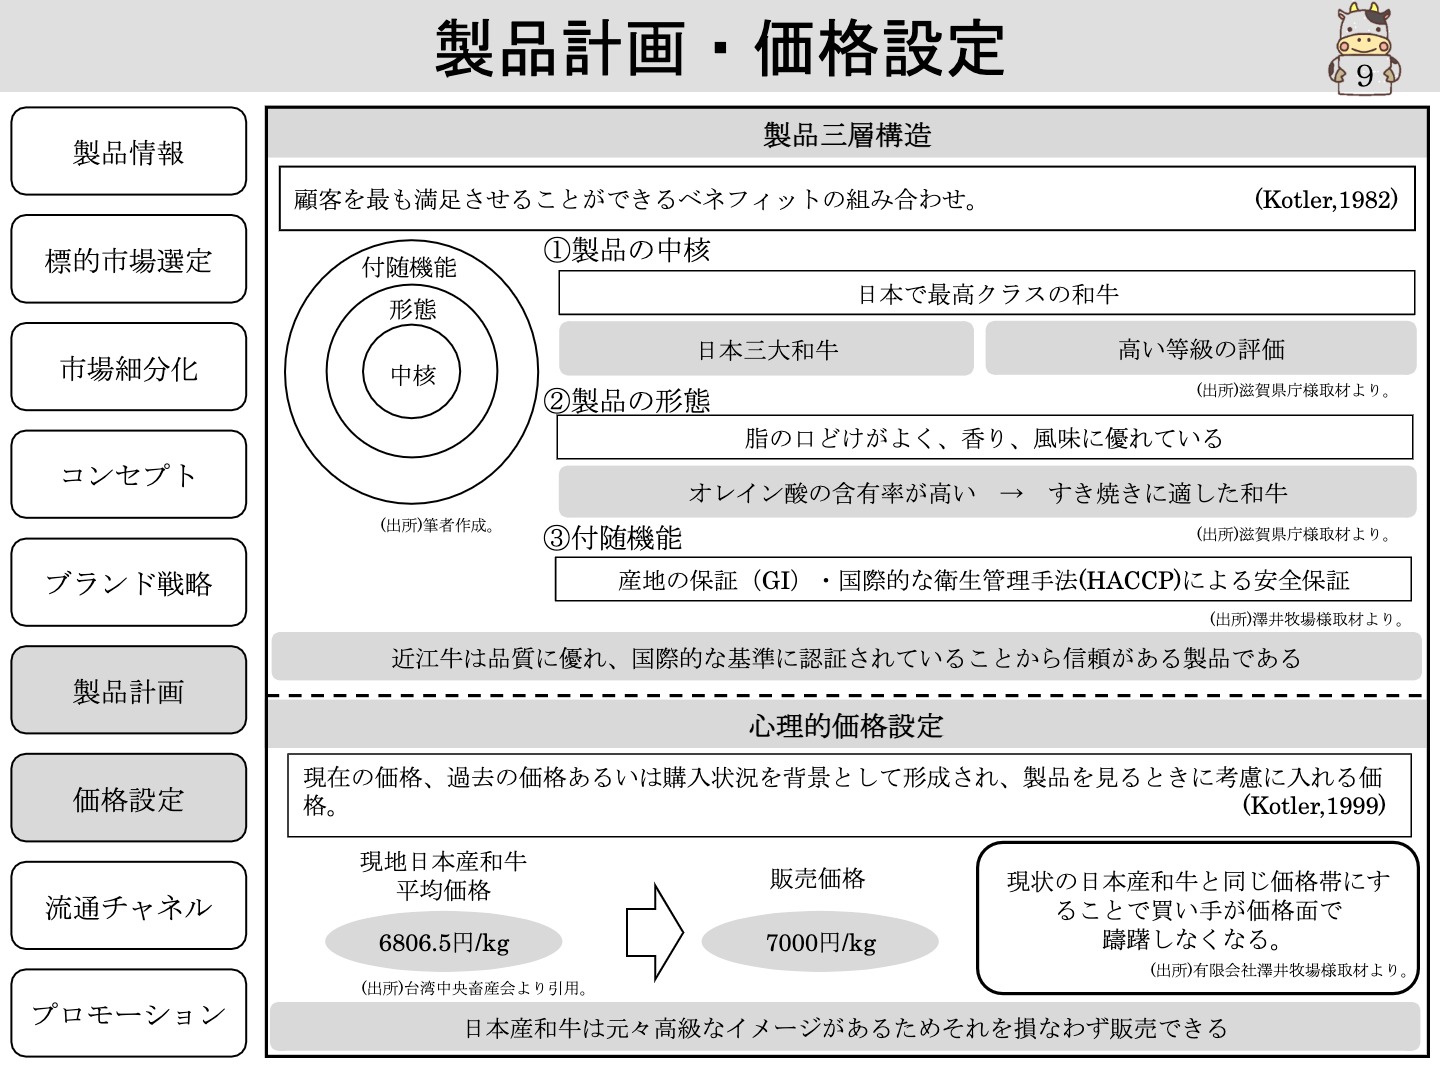 製品計画・価格設定
9
製品情報
標的市場選定
市場細分化
コンセプト
ブランド戦略
製品計画
価格設定
流通チャネル
プロモーション
製品三層構造
顧客を最も満足させることができるベネフィットの組み合わせ。 (Kotler,1982)
付随機能
形態
中核
(出所)筆者作成。
①製品の中核
日本で最高クラスの和牛
日本三大和牛
高い等級の評価
(出所)滋賀県庁様取材より。
②製品の形態
脂の口どけがよく、香り、風味に優れている
オレイン酸の含有率が高い → すき焼きに適した和牛
(出所)滋賀県庁様取材より。
③付随機能
産地の保証（GI）・国際的な衛生管理手法(HACCP)による安全保証
(出所)澤井牧場様取材より。
近江牛は品質に優れ、国際的な基準に認証されていることから信頼がある製品である
心理的価格設定
現在の価格、過去の価格あるいは購入状況を背景として形成され、製品を見るときに考慮に入れる価
格。 (Kotler,1999)
現地日本産和牛
平均価格
6806.5円/kg
(出所)台湾中央畜産会より引用。
販売価格
7000円/kg
現状の日本産和牛と同じ価格帯にす
ることで買い手が価格面で
躊躇しなくなる。
(出所)有限会社澤井牧場様取材より。
日本産和牛は元々高級なイメージがあるためそれを損なわず販売できる